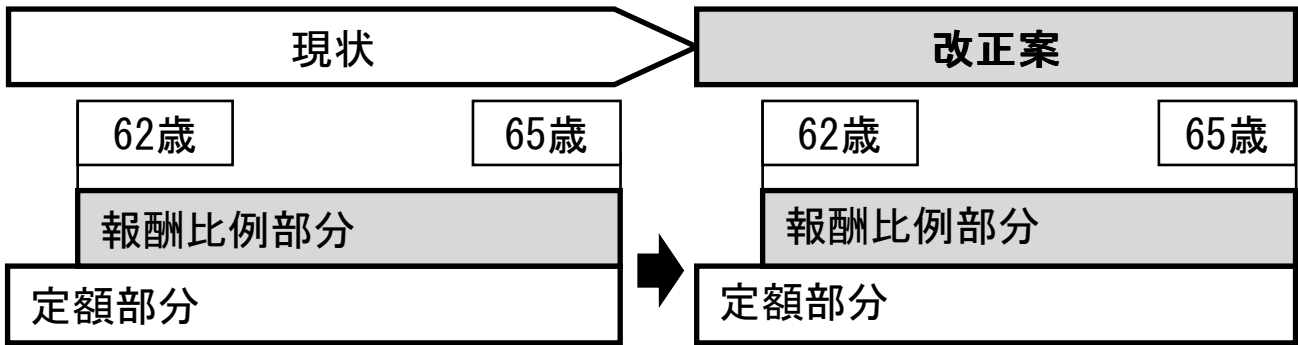 現状
改正案
62歳
65歳
62歳
65歳
報酬比例部分
報酬比例部分
定額部分
定額部分